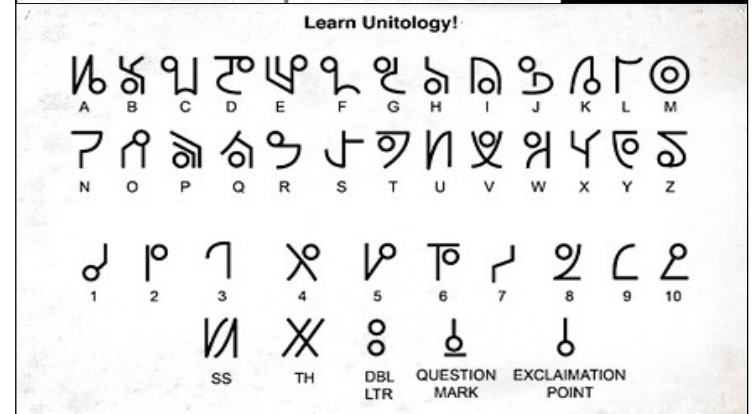 Learn Unitology!
A B C D E F G H I J K L M
N O P Q R S T U V W X Y Z
1 2 3 4 5 6 7 8 9 10
SS TH DBL LTR QUESTION MARK EXCLAIMATION POINT